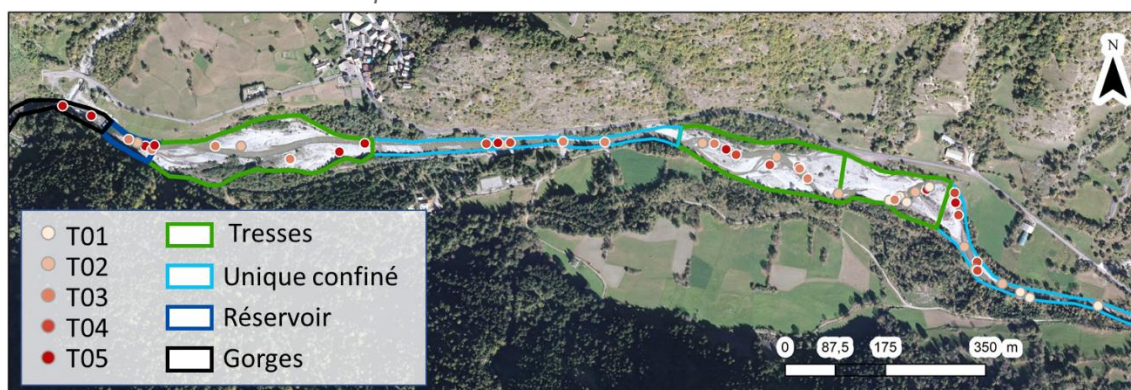 N
T01
T02
T03
T04
T05
Tresses
Unique confiné
Réservoir
Gorges
0 87,5 175 350 m